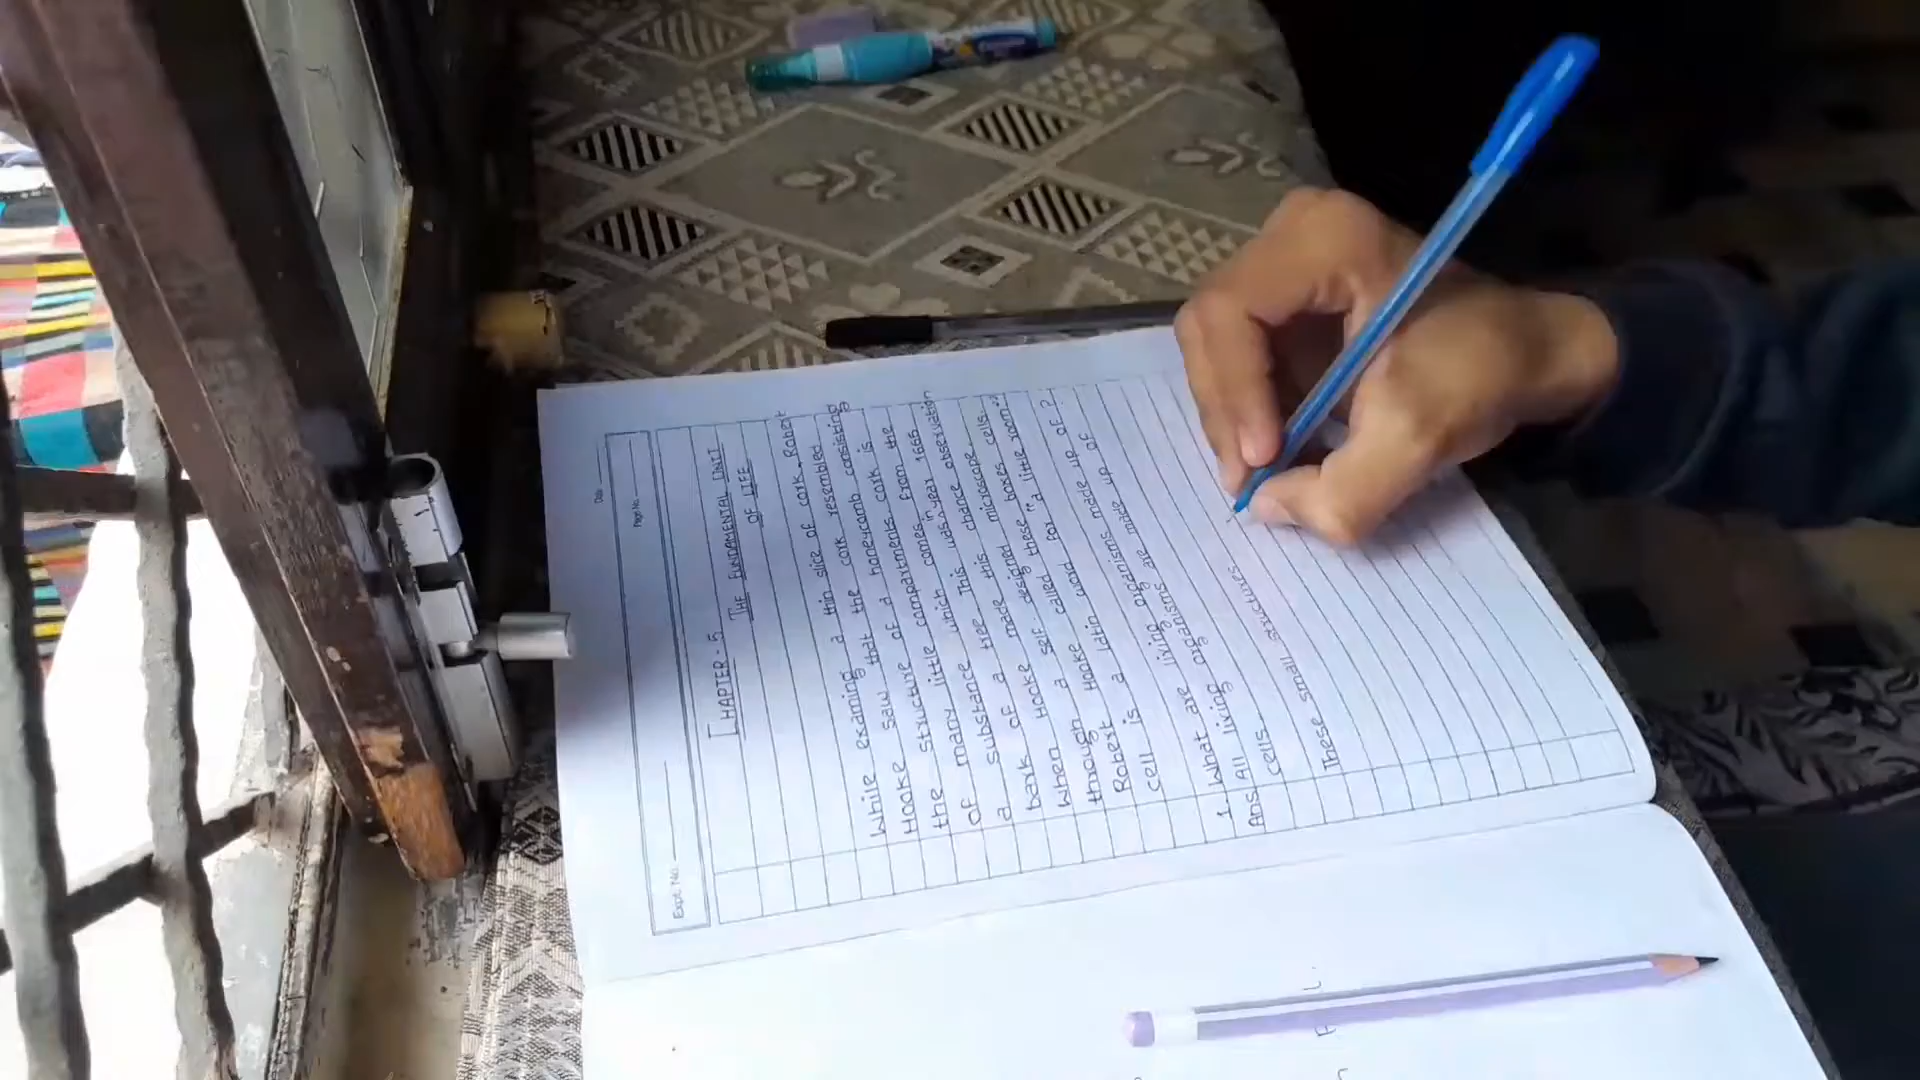 Date
Page No.
Expt. No.
CHAPTER - 5 THE FUNDAMENTAL UNIT
OF LIFE
While examing a thin slice of cork, Robert
Hooke saw that the cork resembled
the structure of a honeycomb consisting
of many little compartments. cork is
a substance which comes from the
bark of a tree. This was in year 1665
When Hooke made this chance observation
through a self-designed microscope.
Robert Hooke called these boxes cells.
cell is a Latin word for "a little room"
1. What are living organisms made up of?
Ans. All living organisms are made up of
cells.
These small structures